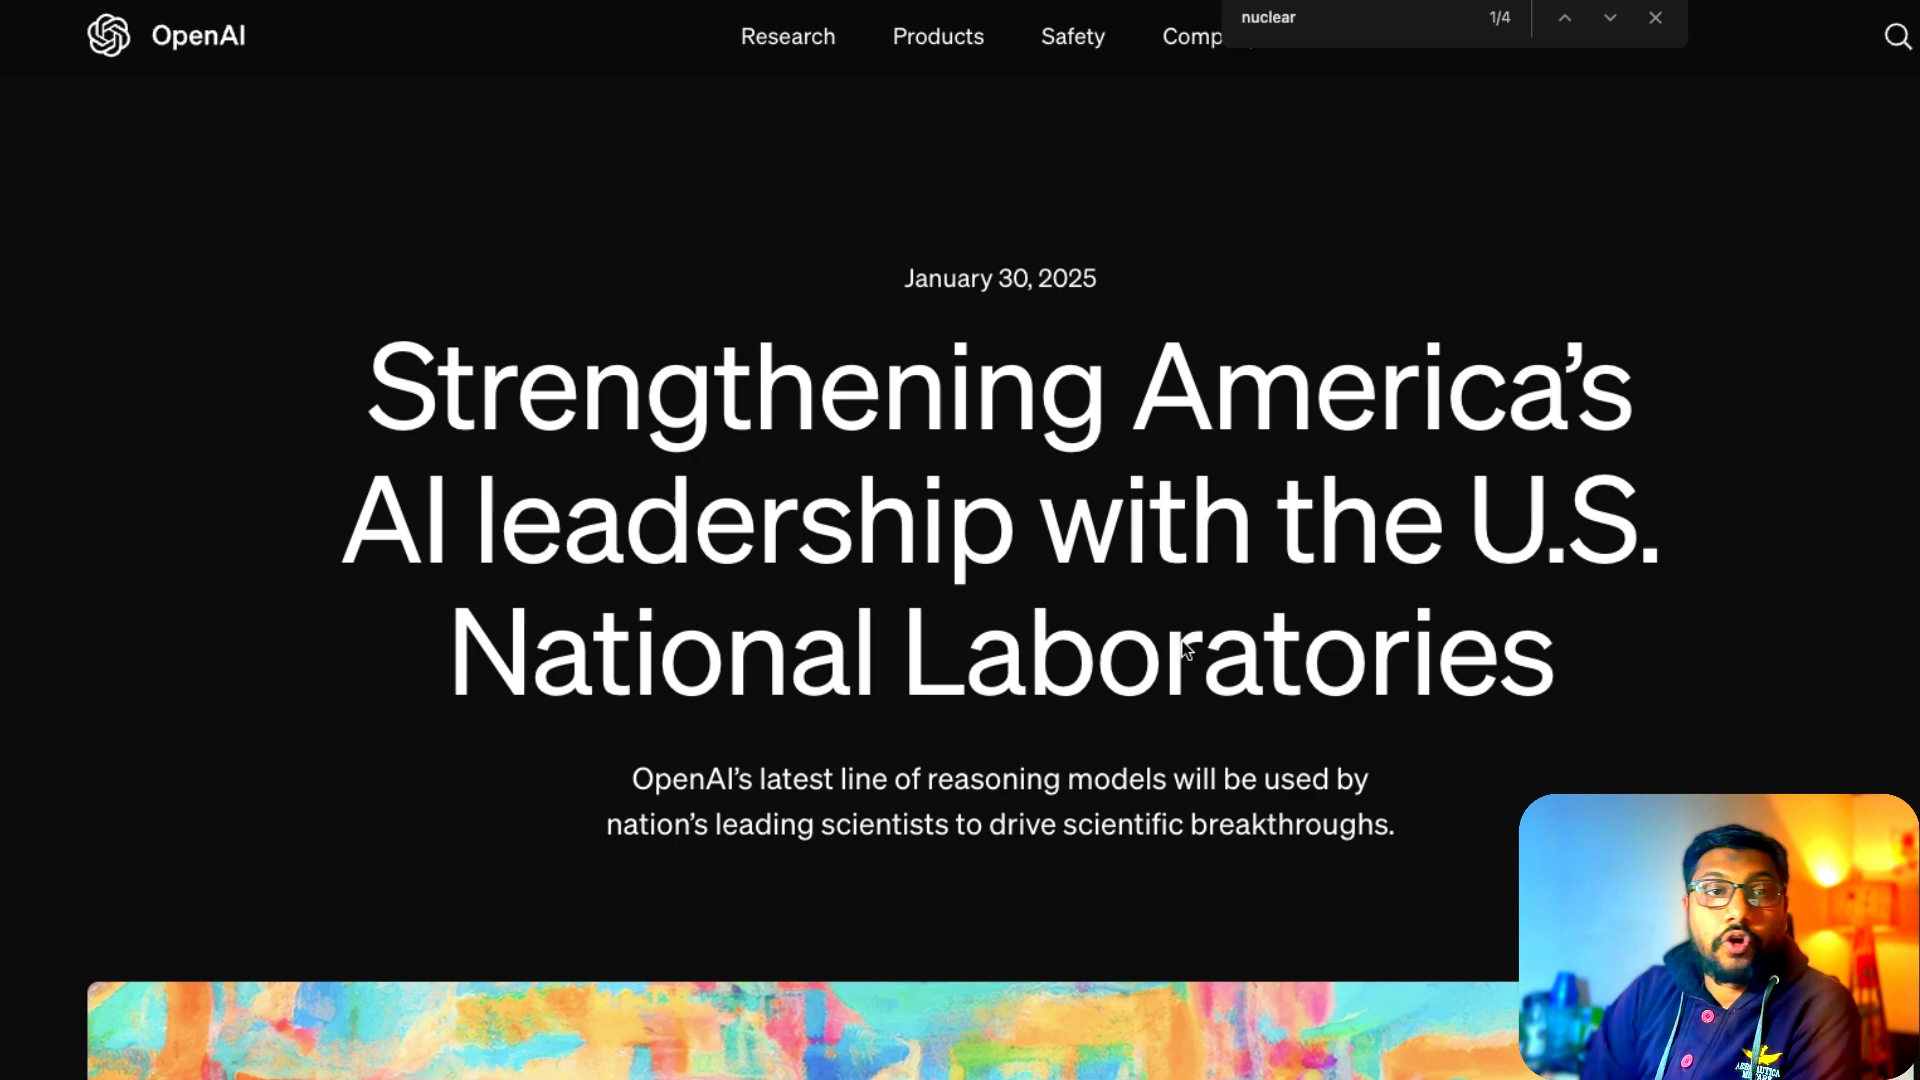 OpenAI
Research
Products
Safety
Comp
nuclear
1/4
January 30, 2025
Strengthening America’s
AI leadership with the U.S.
National Laboratories
OpenAI’s latest line of reasoning models will be used by
nation’s leading scientists to drive scientific breakthroughs.
AERONAUTICA